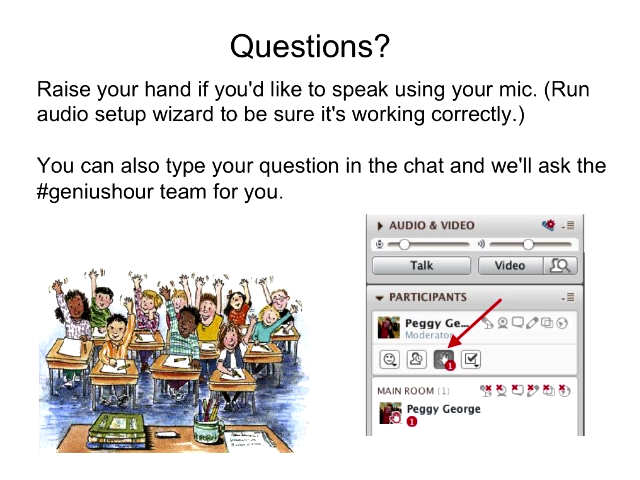 Questions?
Raise your hand if you'd like to speak using your mic. (Run
audio setup wizard to be sure it's working correctly.)
You can also type your question in the chat and we'll ask the
#geniushour team for you.
AUDIO & VIDEO
Talk
Video
PARTICIPANTS
Peggy Ge...
Moderator
1
MAIN ROOM (1)
Peggy George
1